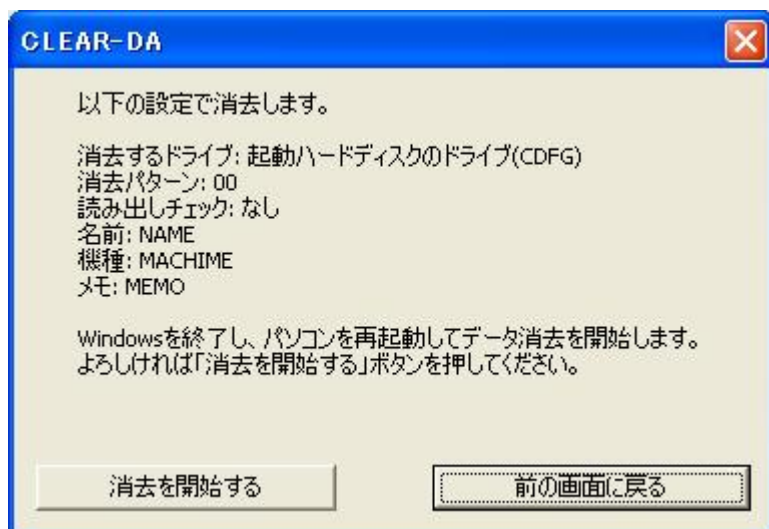 CLEAR-DA
以下の設定で消去します。
消去するドライブ: 起動ハードディスクのドライブ(CDFG)
消去パターン: 00
読み出しチェック: なし
名前: NAME
機種: MACHIME
メモ: MEMO
Windowsを終了し、パソコンを再起動してデータ消去を開始します。
よろしければ「消去を開始する」ボタンを押してください。
消去を開始する
前の画面に戻る